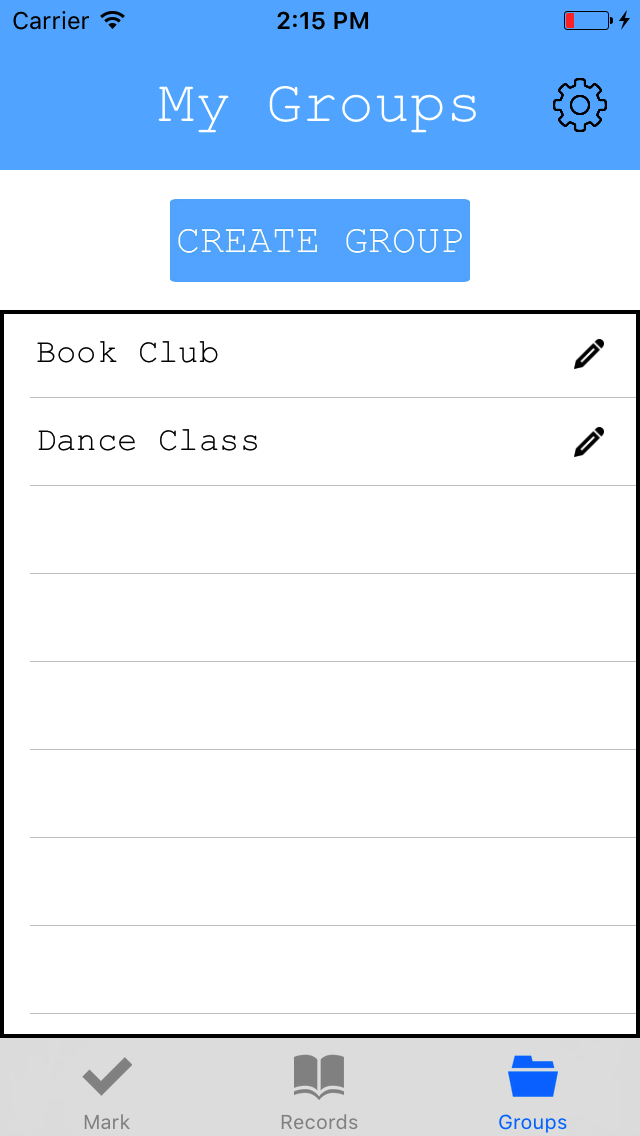 Carrier 2:15 PM
My Groups
CREATE GROUP
Book Club
Dance Class
Mark Records Groups